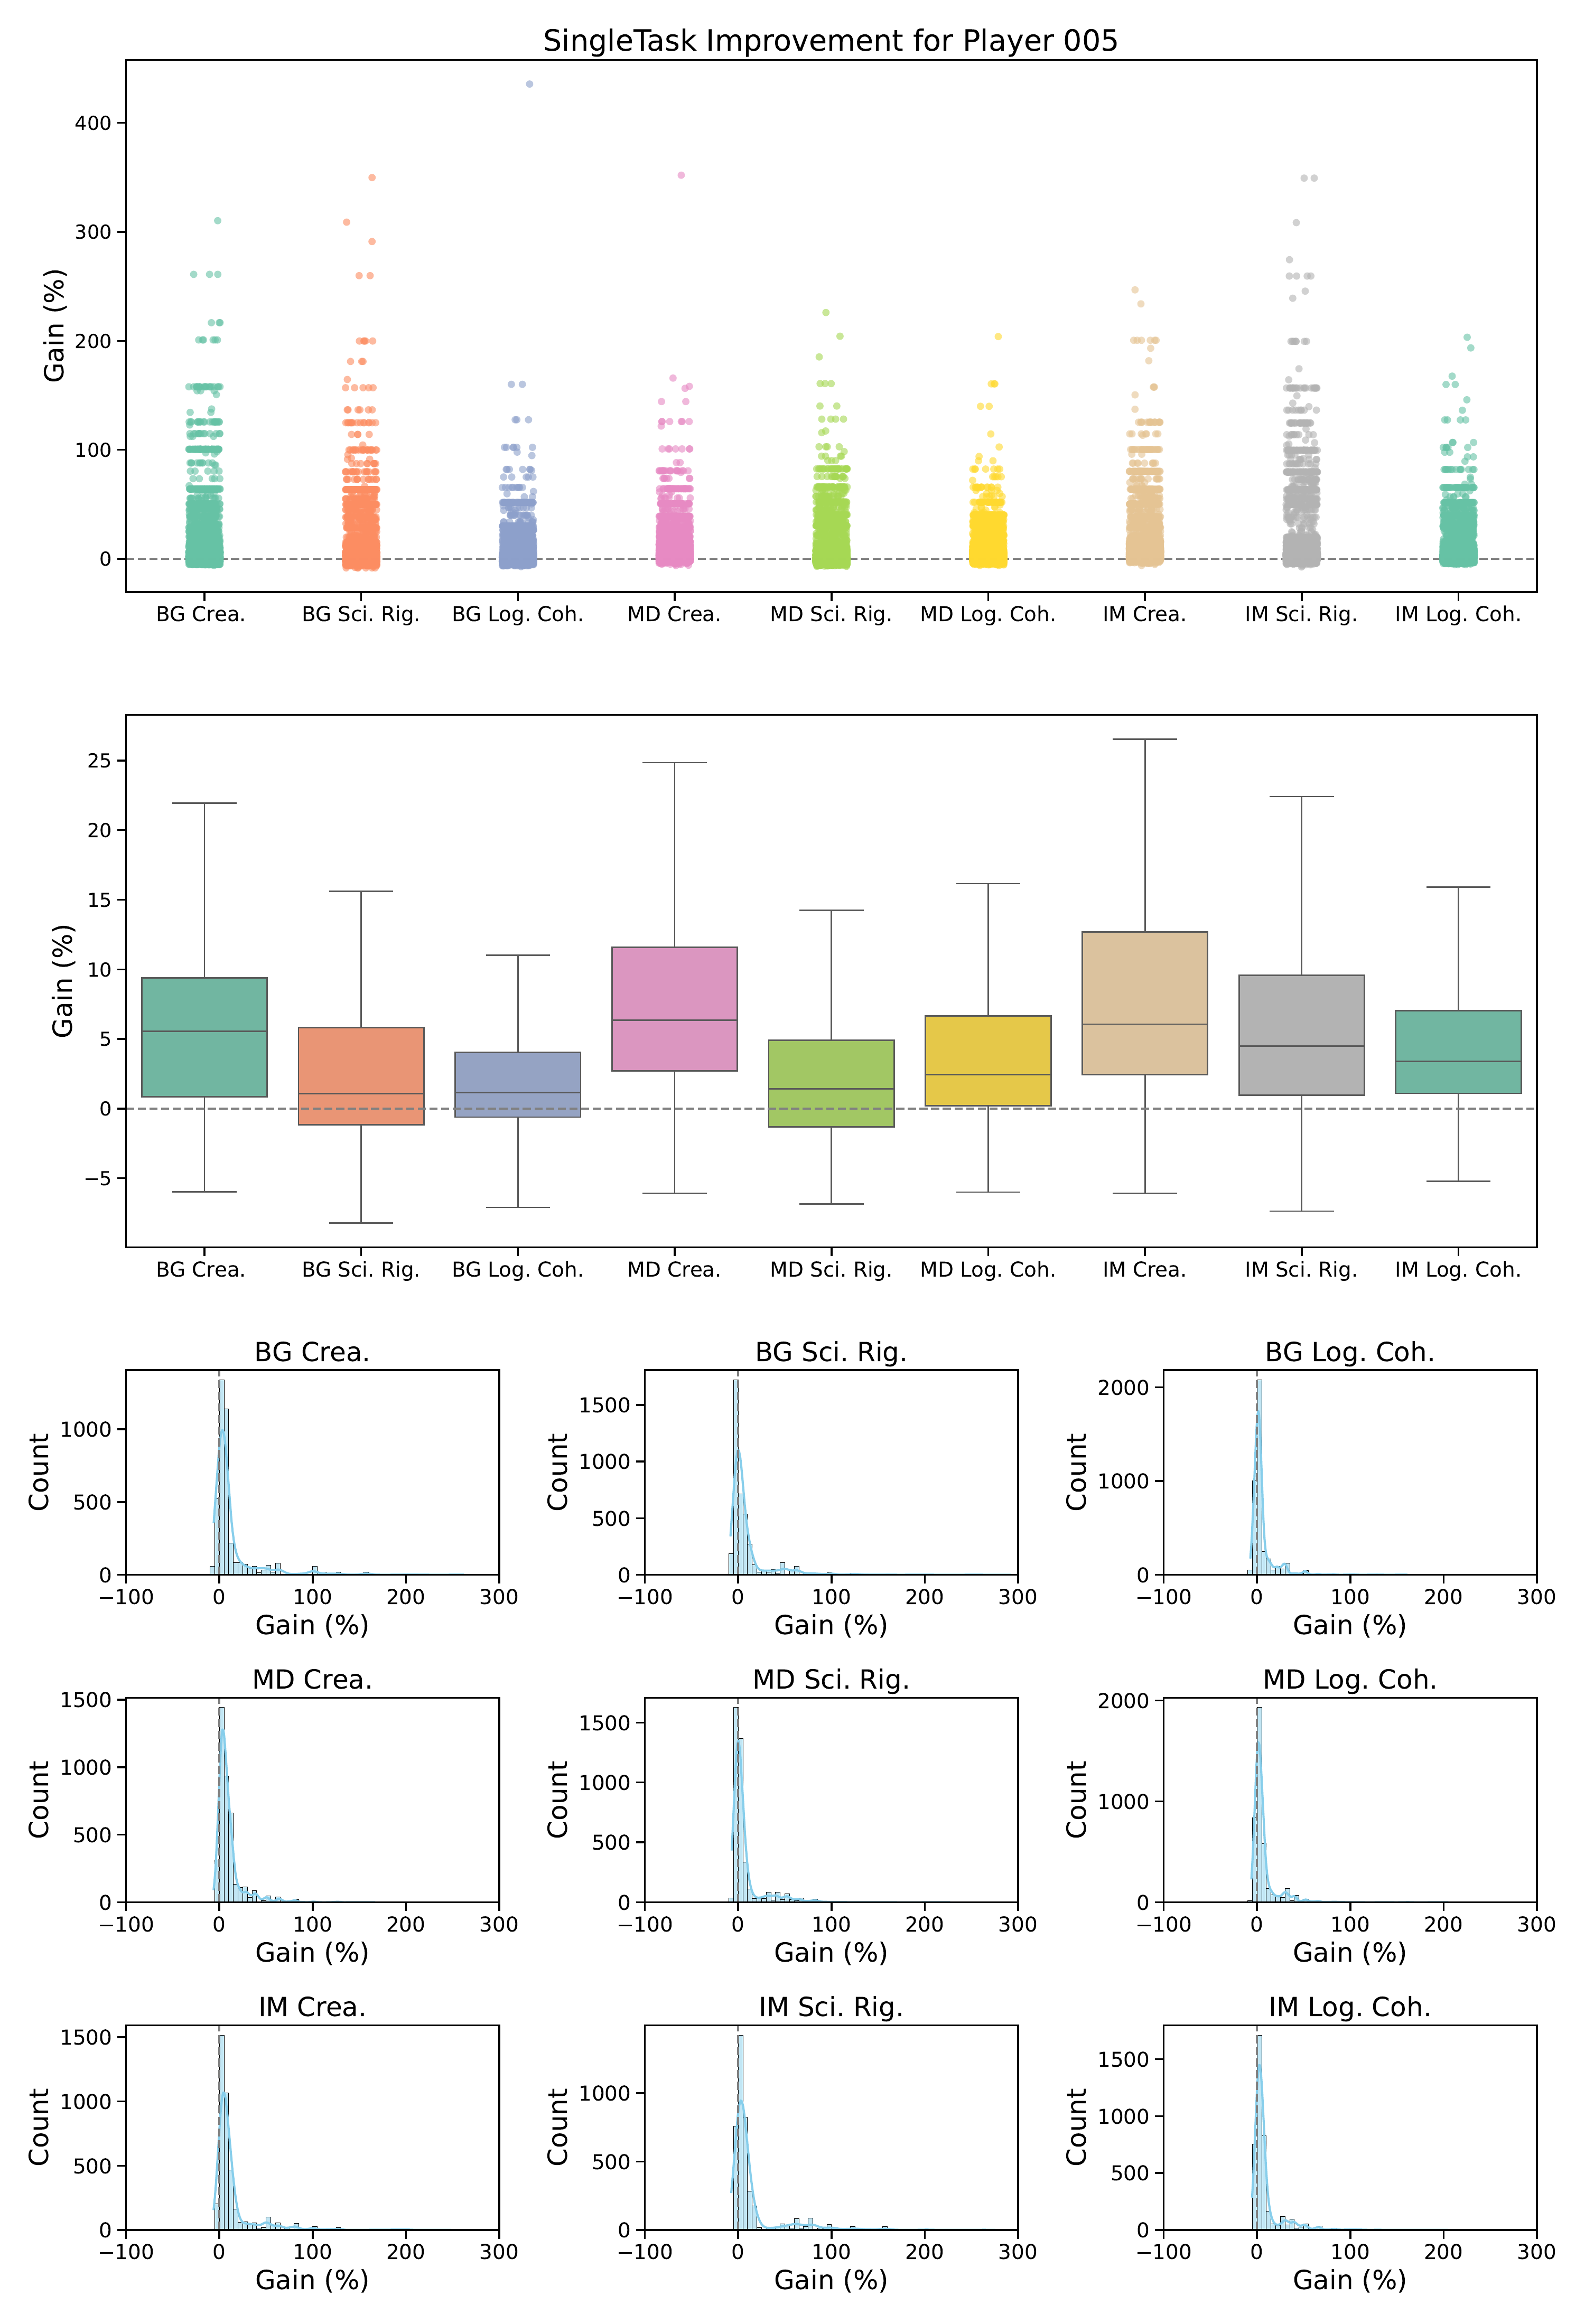 SingleTask Improvement for Player 005
Gain (%)
400
300
200
100
0
BG Crea. BG Sci. Rig. BG Log. Coh. MD Crea. MD Sci. Rig. MD Log. Coh. IM Crea. IM Sci. Rig. IM Log. Coh.
Gain (%)
25
20
15
10
5
0
−5
BG Crea. BG Sci. Rig. BG Log. Coh. MD Crea. MD Sci. Rig. MD Log. Coh. IM Crea. IM Sci. Rig. IM Log. Coh.
BG Crea.
Count
1000
500
0
−100 0 100 200 300
Gain (%)
BG Sci. Rig.
Count
1500
1000
500
0
−100 0 100 200 300
Gain (%)
BG Log. Coh.
Count
2000
1000
0
−100 0 100 200 300
Gain (%)
MD Crea.
Count
1500
1000
500
0
−100 0 100 200 300
Gain (%)
MD Sci. Rig.
Count
1500
1000
500
0
−100 0 100 200 300
Gain (%)
MD Log. Coh.
Count
2000
1000
0
−100 0 100 200 300
Gain (%)
IM Crea.
Count
1500
1000
500
0
−100 0 100 200 300
Gain (%)
IM Sci. Rig.
Count
1000
500
0
−100 0 100 200 300
Gain (%)
IM Log. Coh.
Count
1500
1000
500
0
−100 0 100 200 300
Gain (%)